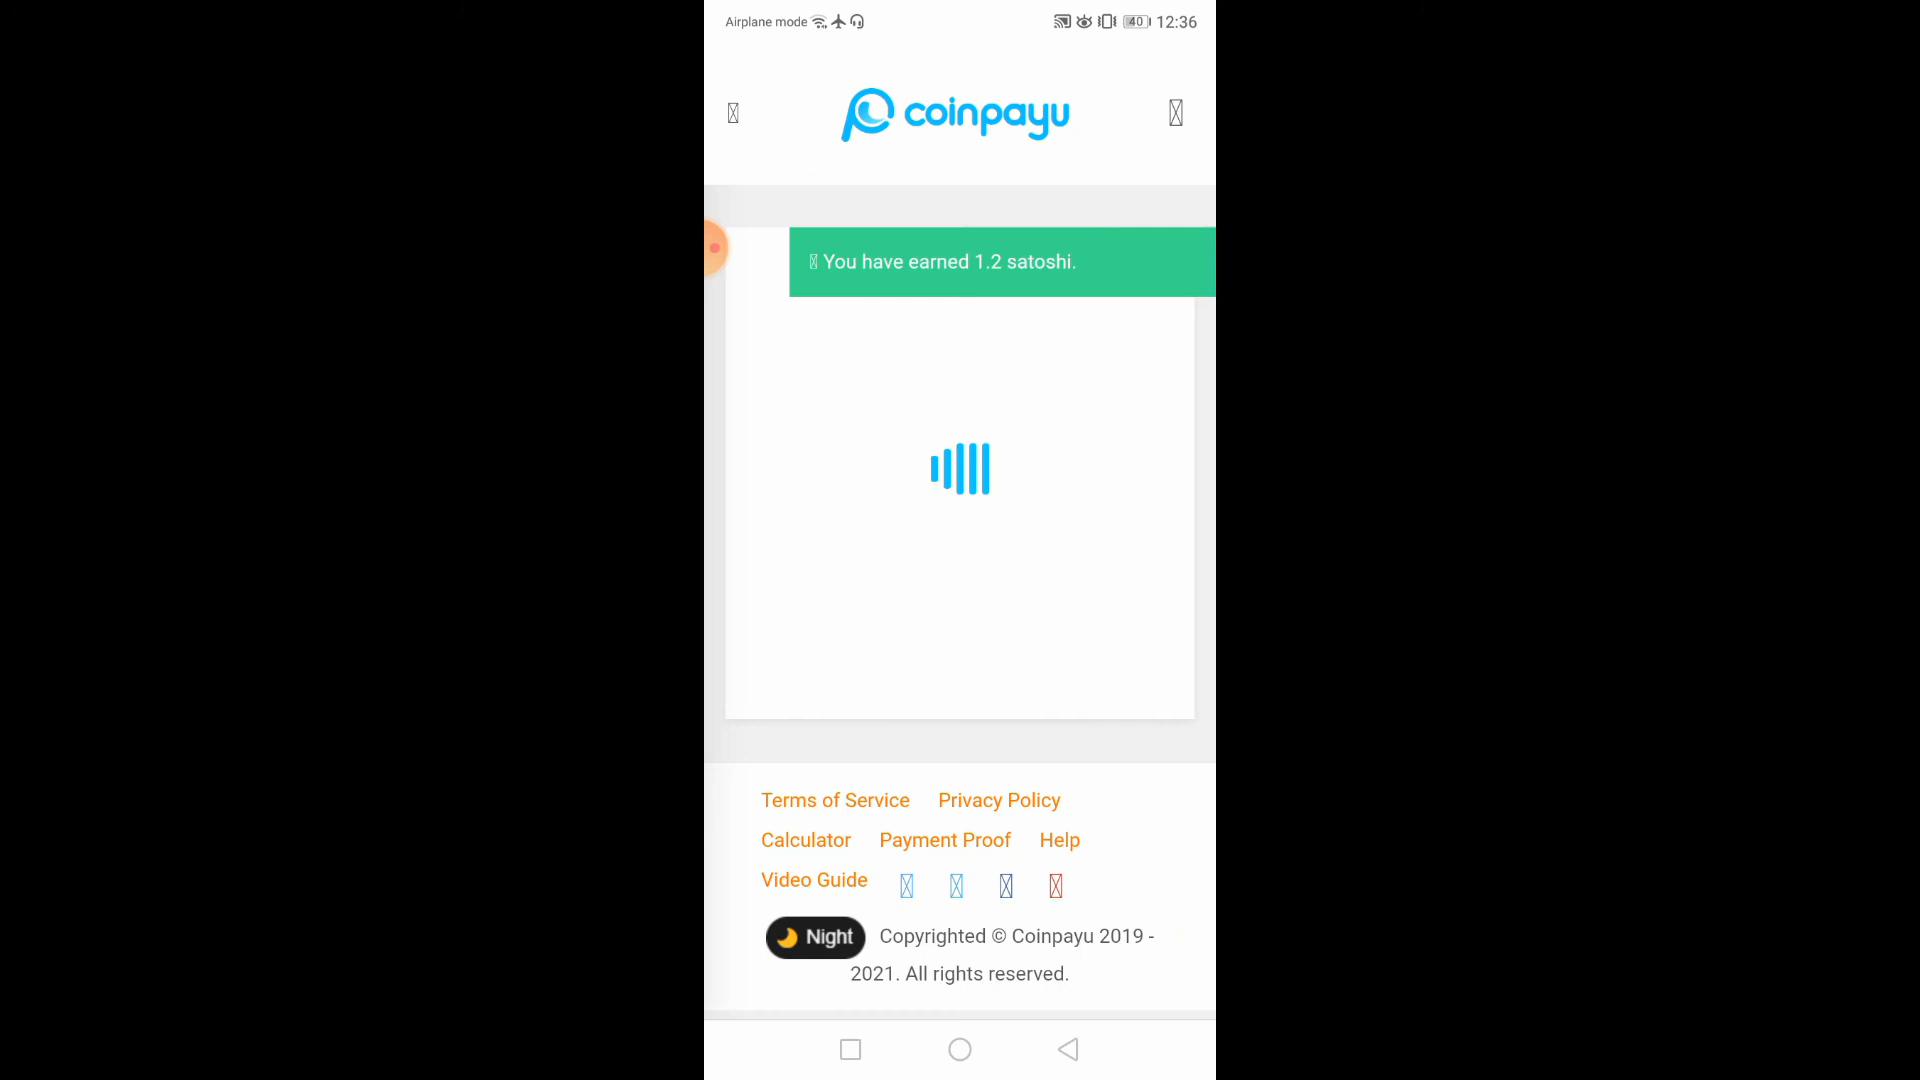 Airplane mode 40 12:36
coinpayu
You have earned 1.2 satoshi.
Terms of Service Privacy Policy
Calculator Payment Proof Help
Video Guide
Night Copyrighted © Coinpayu 2019 -
2021. All rights reserved.